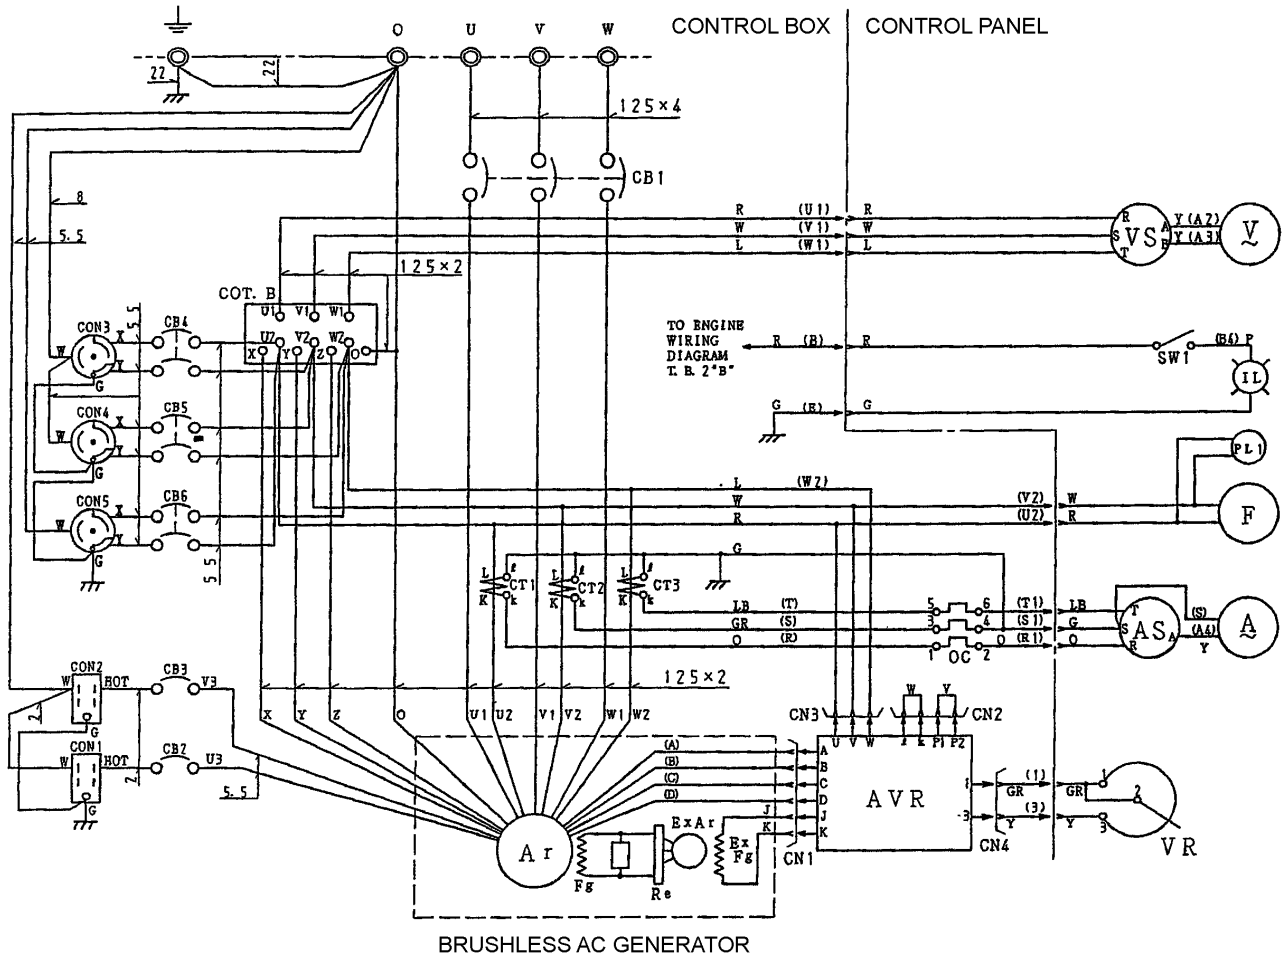 CONTROL BOX
CONTROL PANEL
O
U
V
W
22
22
125×4
CB1
8
5.5
R
(U1)
R
W
(V1)
W
L
(W1)
L
R
S
T
VS
A
B
Y (A2)
Y (A3)
V
125×2
COT. B
U1
V1
W1
U2
V2
W2
X
Y
Z
O
5.5
CON3
X
CB4
W
Y
G
TO ENGINE
WIRING
DIAGRAM
T. B. 2 "B"
R
(B)
R
SW1
(B4)
P
IL
G
(E)
G
CON4
X
CB5
W
Y
G
PL1
L
(W2)
W
(V2)
W
R
(U2)
R
F
CON5
X
CB6
W
Y
G
5.5
G
L
ℓ
CT1
K
k
L
ℓ
CT2
K
k
L
ℓ
CT3
K
k
LB
(T)
5
6
(T1)
LB
GR
(S)
3
4
(S1)
G
O
(R)
1
OC
2
O
(R1)
O
T
S
R
AS
A
(S)
(A4)
Y
A
125×2
CON2
W
HOT
CB3
V3
G
2
2
CON1
W
HOT
CB2
U3
G
5.5
X
Y
Z
O
U1
U2
V1
V2
W1
W2
CN3
W
V
CN2
U
V
W
ℓ
k
P1
P2
(A)
A
(B)
B
(C)
C
(D)
D
J
J
K
K
CN1
AVR
1
-3
(1)
GR
GR
(3)
Y
Y
CN4
1
2
3
VR
Ar
Fg
Re
ExAr
Ex
Fg
BRUSHLESS AC GENERATOR